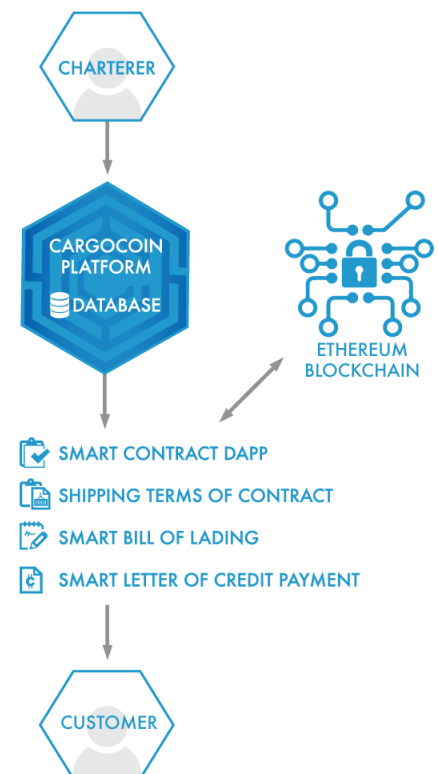 CHARTERER
CARGOCOIN
PLATFORM
DATABASE
ETHEREUM
BLOCKCHAIN
SMART CONTRACT DAPP
SHIPPING TERMS OF CONTRACT
SMART BILL OF LADING
SMART LETTER OF CREDIT PAYMENT
CUSTOMER